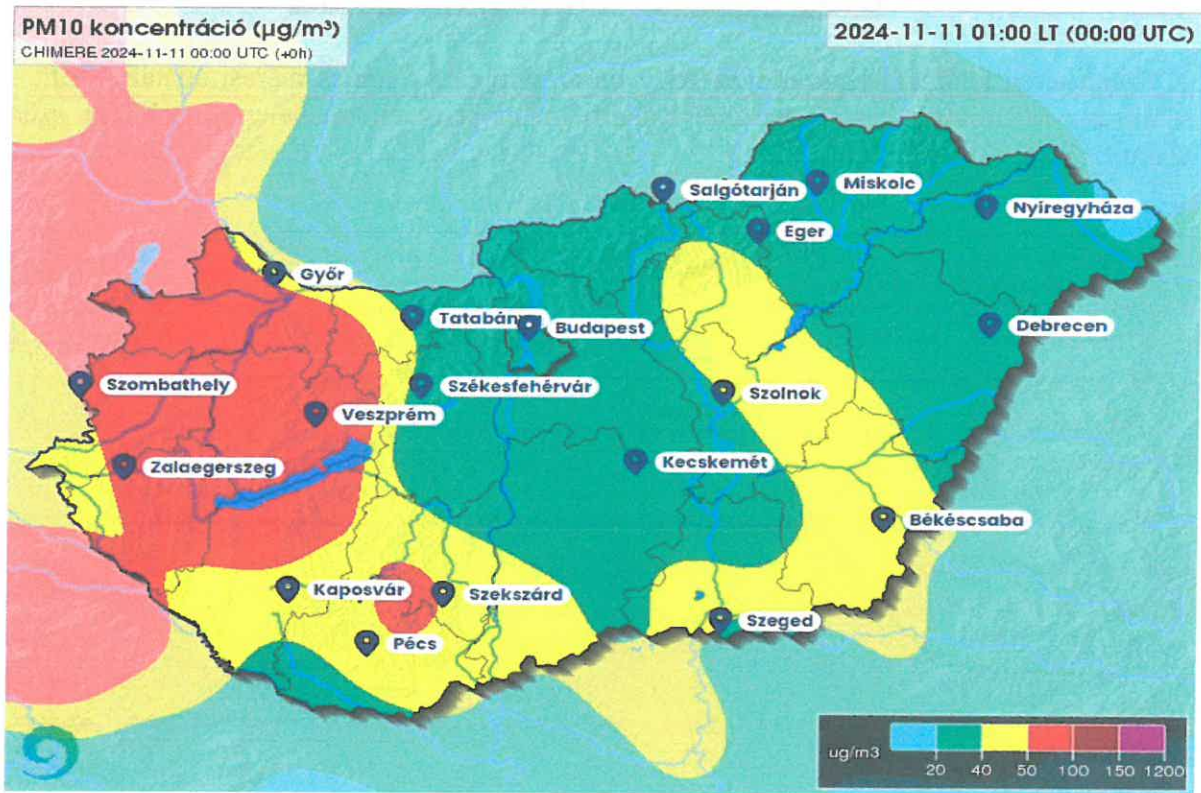 PM10 koncentráció (µg/m³)
CHIMERE 2024-11-11 00:00 UTC (+0h)
2024-11-11 01:00 LT (00:00 UTC)
Salgótarján
Miskolc
Nyíregyháza
Eger
Győr
Tatabánya
Budapest
Debrecen
Szombathely
Székesfehérvár
Szolnok
Veszprém
Zalaegerszeg
Kecskemét
Békéscsaba
Kaposvár
Szekszárd
Szeged
Pécs
ug/m3
20 40 50 100 150 1200